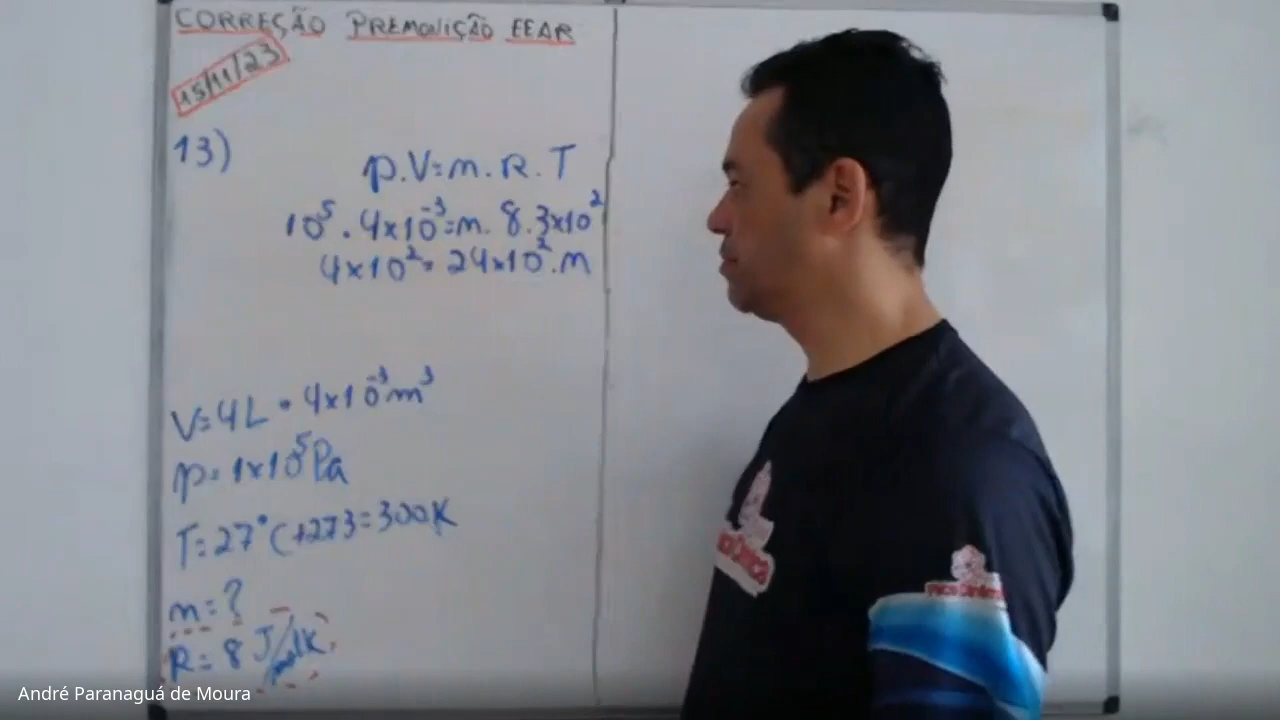 CORREÇÃO PREMONIÇÃO EEAR
15/11/23
13)
p.V=n.R.T
10⁵.4x10⁻³=n.8.3x10²
4x10²=24x10².n
V=4L=4x10⁻³m³
p=1x10⁵Pa
T=27°C+273=300K
n=?
R=8 J/molK
André Paranaguá de Moura